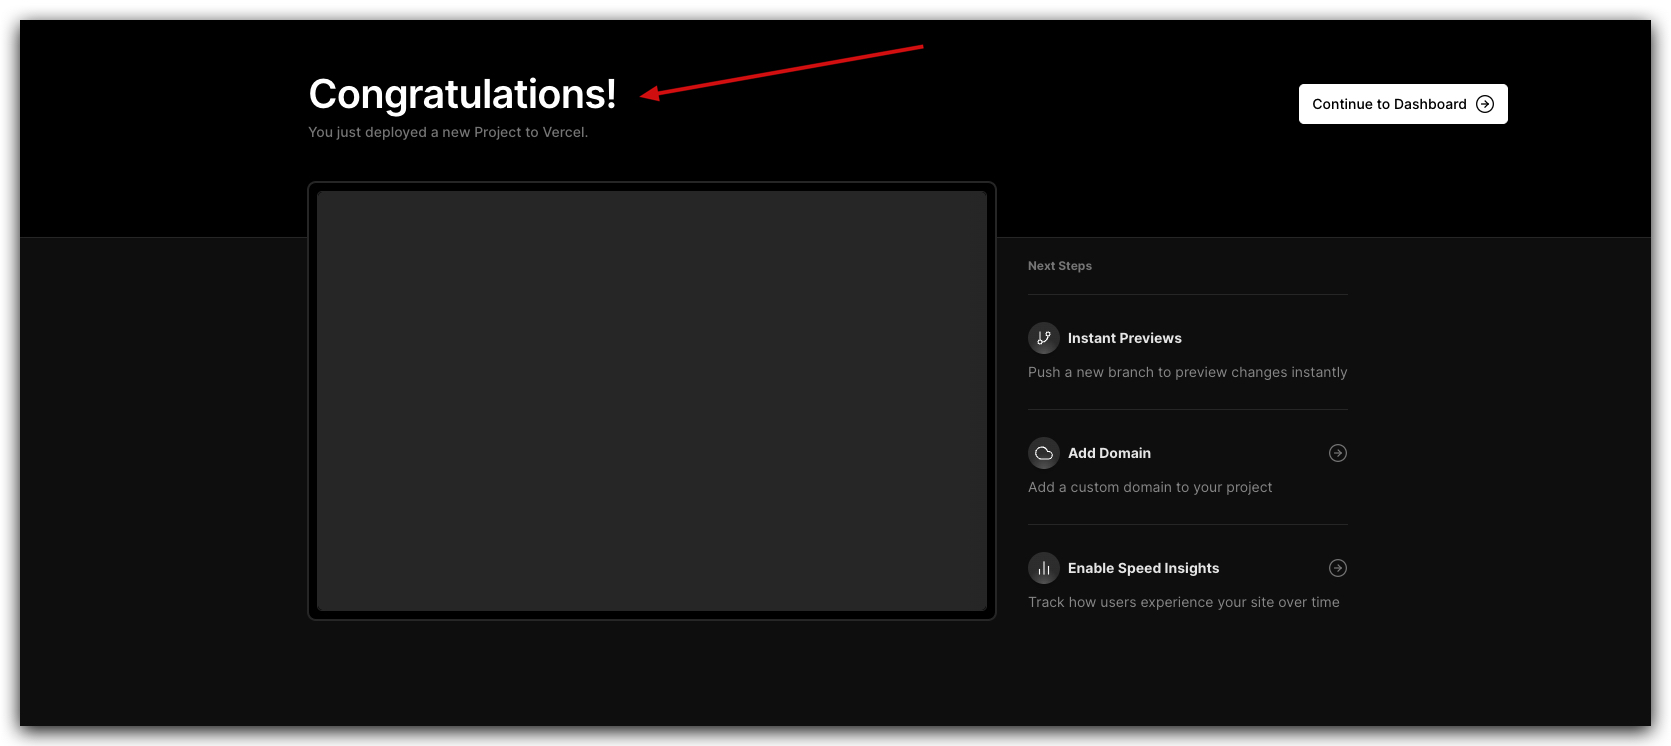 Congratulations!
You just deployed a new Project to Vercel.
Continue to Dashboard
Next Steps
Instant Previews
Push a new branch to preview changes instantly
Add Domain
Add a custom domain to your project
Enable Speed Insights
Track how users experience your site over time